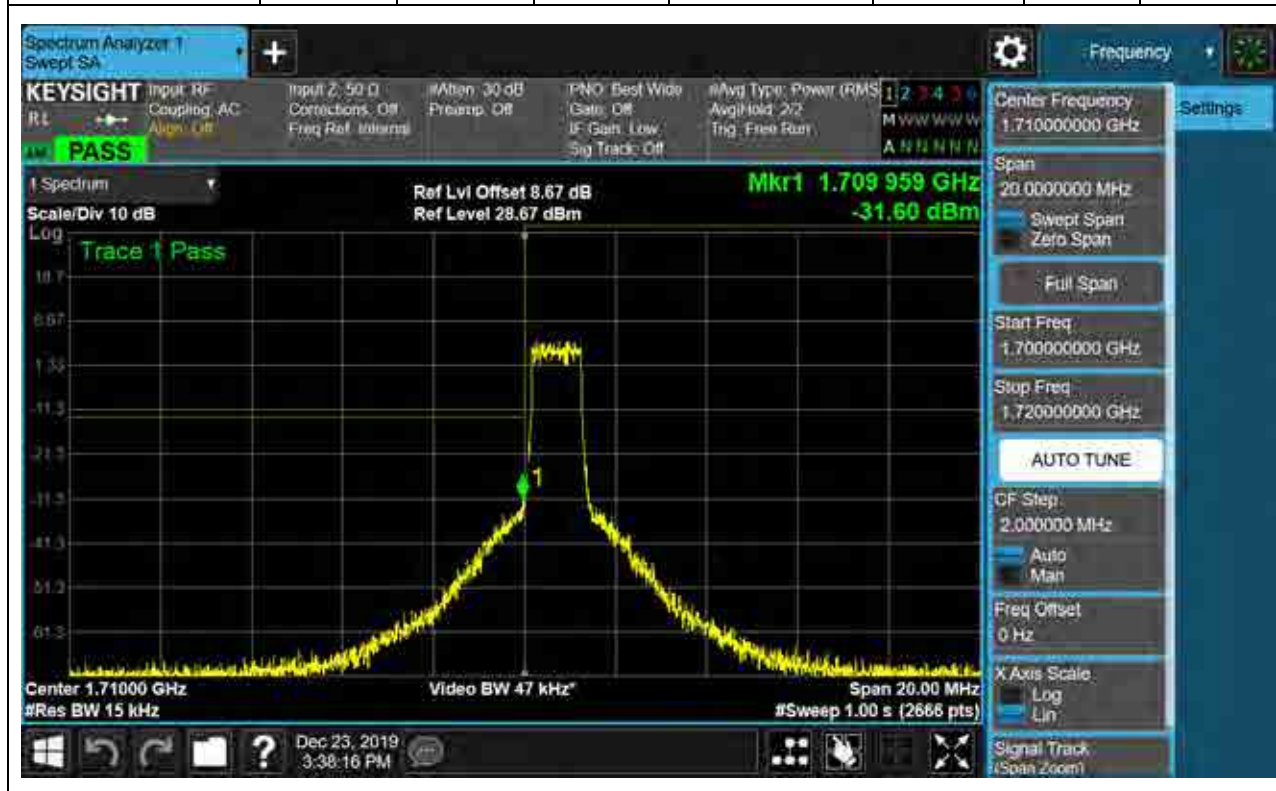 Spectrum Analyzer 1
Swept SA
+
Frequency
KEYSIGHT
Input: RF
Coupling: AC
Align: Off
RL
PASS
Input Z: 50 Ω
Corrections: Off
Freq Ref: Internal
#Atten: 30 dB
Preamp: Off
PNO: Best Wide
Gate: Off
IF Gain: Low
Sig Track: Off
#Avg Type: Power (RMS
Avg|Hold: 2/2
Trig: Free Run
1 2 3 4 5 6
M W W W W W
A N N N N N
1 Spectrum
Scale/Div 10 dB
Log
Ref Lvl Offset 8.67 dB
Ref Level 28.67 dBm
Mkr1 1.709 959 GHz
-31.60 dBm
Trace 1 Pass
18.7
8.67
-1.33
-11.3
-21.3
-31.3
-41.3
-51.3
-61.3
1
Center 1.71000 GHz
#Res BW 15 kHz
Video BW 47 kHz*
Span 20.00 MHz
#Sweep 1.00 s (2666 pts)
Center Frequency
1.710000000 GHz
Settings
Span
20.0000000 MHz
Swept Span
Zero Span
Full Span
Start Freq
1.700000000 GHz
Stop Freq
1.720000000 GHz
AUTO TUNE
CF Step
2.000000 MHz
Auto
Man
Freq Offset
0 Hz
X Axis Scale
Log
Lin
Signal Track
(Span Zoom)
?
Dec 23, 2019
3:38:16 PM